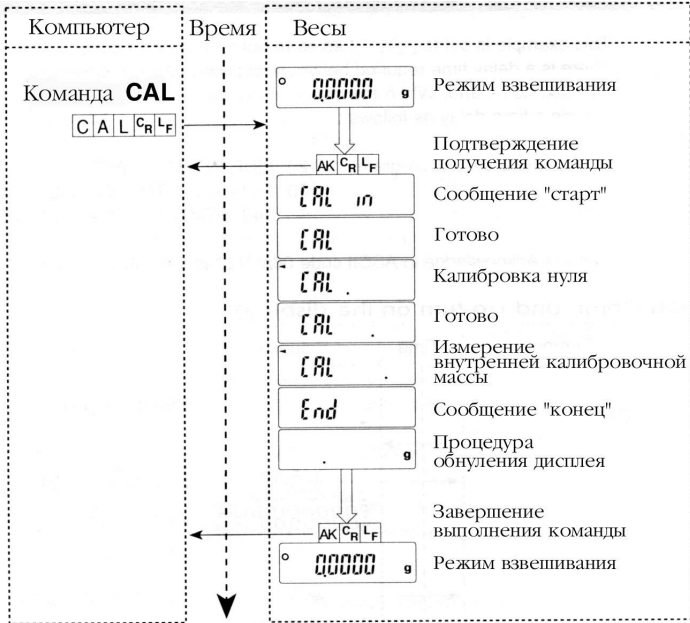 Компьютер
Время
Весы
Команда CAL
C A L CR LF
0.0000 g
Режим взвешивания
AK CR LF
Подтверждение
получения команды
CAL in
Сообщение "старт"
CAL
Готово
CAL .
Калибровка нуля
CAL .
Готово
CAL .
Измерение
внутренней калибровочной
массы
End
Сообщение "конец"
. g
Процедура
обнуления дисплея
AK CR LF
Завершение
выполнения команды
0.0000 g
Режим взвешивания